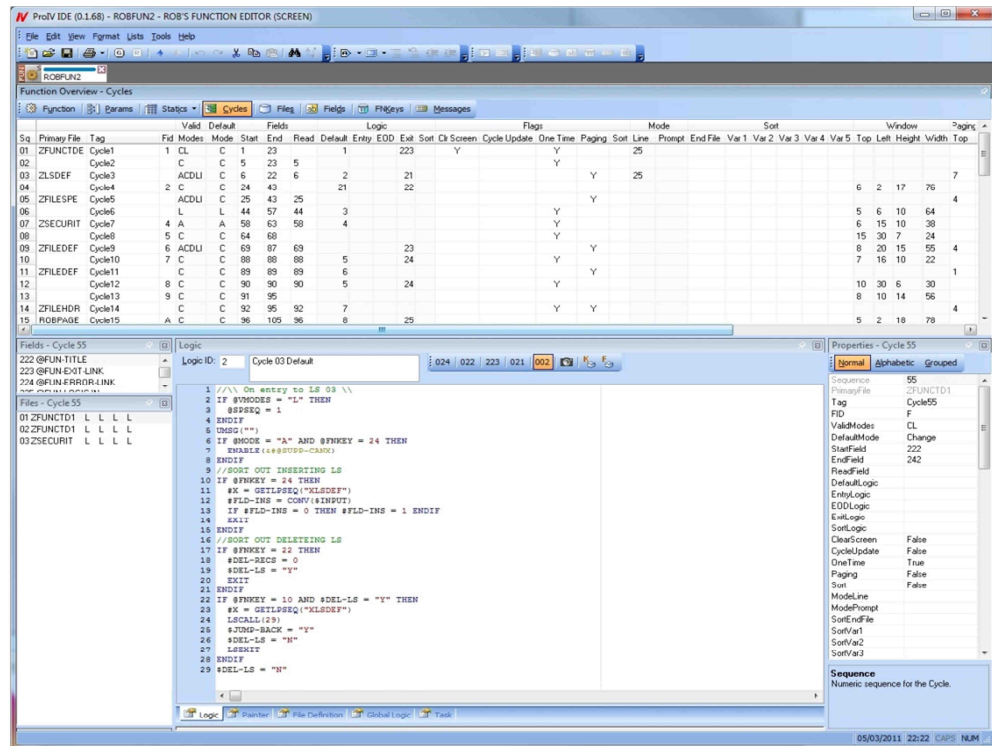 ProIV IDE (0.1.68) - ROBFUN2 - ROB'S FUNCTION EDITOR (SCREEN)
File Edit View Format Lists Tools Help
ROBFUN2
Function Overview - Cycles
Function Params Statics Cycles Files Fields FNKeys Messages
Valid Default Fields Logic Flags Mode Sort Window Paging
Sq Primary File Tag Fid Modes Mode Start End Read Default Entry EOD Exit Sort Clr Screen Cycle Update One Time Paging Sort Line Prompt End File Var 1 Var 2 Var 3 Var 4 Var 5 Top Left Height Width Top
01 ZFUNCTDE Cycle1 1 CL C 1 23 1 223 Y Y 25
02 Cycle2 C C 5 23 5 Y
03 ZLSDEF Cycle3 ACDLI C 6 22 6 2 21 Y 25 7
04 Cycle4 2 C C 24 43 21 22 6 2 17 76
05 ZFILESPE Cycle5 ACDLI C 25 43 25 Y 4
06 Cycle6 L L 44 57 44 3 Y 5 6 10 64
07 ZSECURIT Cycle7 4 A A 58 63 58 4 Y 6 15 10 38
08 Cycle8 5 C C 64 68 Y 15 30 7 24
09 ZFILEDEF Cycle9 6 ACDLI C 69 87 69 23 Y 8 20 15 55 4
10 Cycle10 7 C C 88 88 88 5 24 Y 7 16 10 22
11 ZFILEDEF Cycle11 C C 89 89 89 6 Y 1
12 Cycle12 8 C C 90 90 90 5 24 Y 10 30 6 30
13 Cycle13 9 C C 91 95 8 10 14 56
14 ZFILEHDR Cycle14 C C 92 95 92 7 Y Y 4
15 ROBPAGE Cycle15 A C C 96 105 96 8 25 5 2 18 78
Fields - Cycle 55
222 @FUN-TITLE
223 @FUN-EXIT-LINK
224 @FUN-ERROR-LINK
Files - Cycle 55
01 ZFUNCTD1 L L L L
02 ZFUNCTD1 L L L L
03 ZSECURIT L L L L
Logic
Logic ID: 2 Cycle 03 Default 024 022 223 021 002
1 //\\ On entry to LS 03 \\
2 IF @VMODES = "L" THEN
3 @SPSEQ = 1
4 ENDIF
5 UMSG("")
6 IF @MODE = "A" AND @FNKEY = 24 THEN
7 ENABLE(&#@SUPP-CANX)
8 ENDIF
9 //SORT OUT INSERTING LS
10 IF @FNKEY = 24 THEN
11 #X = GETLPSEQ("XLSDEF")
12 #FLD-INS = CONV($INPUT)
13 IF #FLD-INS = 0 THEN #FLD-INS = 1 ENDIF
14 EXIT
15 ENDIF
16 //SORT OUT DELETEING LS
17 IF @FNKEY = 22 THEN
18 #DEL-RECS = 0
19 $DEL-LS = "Y"
20 EXIT
21 ENDIF
22 IF @FNKEY = 10 AND $DEL-LS = "Y" THEN
23 #X = GETLPSEQ("XLSDEF")
24 LSCALL(29)
25 $JUMP-BACK = "Y"
26 $DEL-LS = "N"
27 LSEXIT
28 ENDIF
29 $DEL-LS = "N"
Logic Painter File Definition Global Logic Task
Properties - Cycle 55
Normal Alphabetic Grouped
Sequence 55
PrimaryFile ZFUNCTD1
Tag Cycle55
FID F
ValidModes CL
DefaultMode Change
StartField 222
EndField 242
ReadField
DefaultLogic
EntryLogic
EODLogic
ExitLogic
SortLogic
ClearScreen False
CycleUpdate False
OneTime True
Paging False
Sort False
ModeLine
ModePrompt
SortEndFile
SortVar1
SortVar2
SortVar3
Sequence
Numeric sequence for the Cycle.
05/03/2011 22:22 CAPS NUM